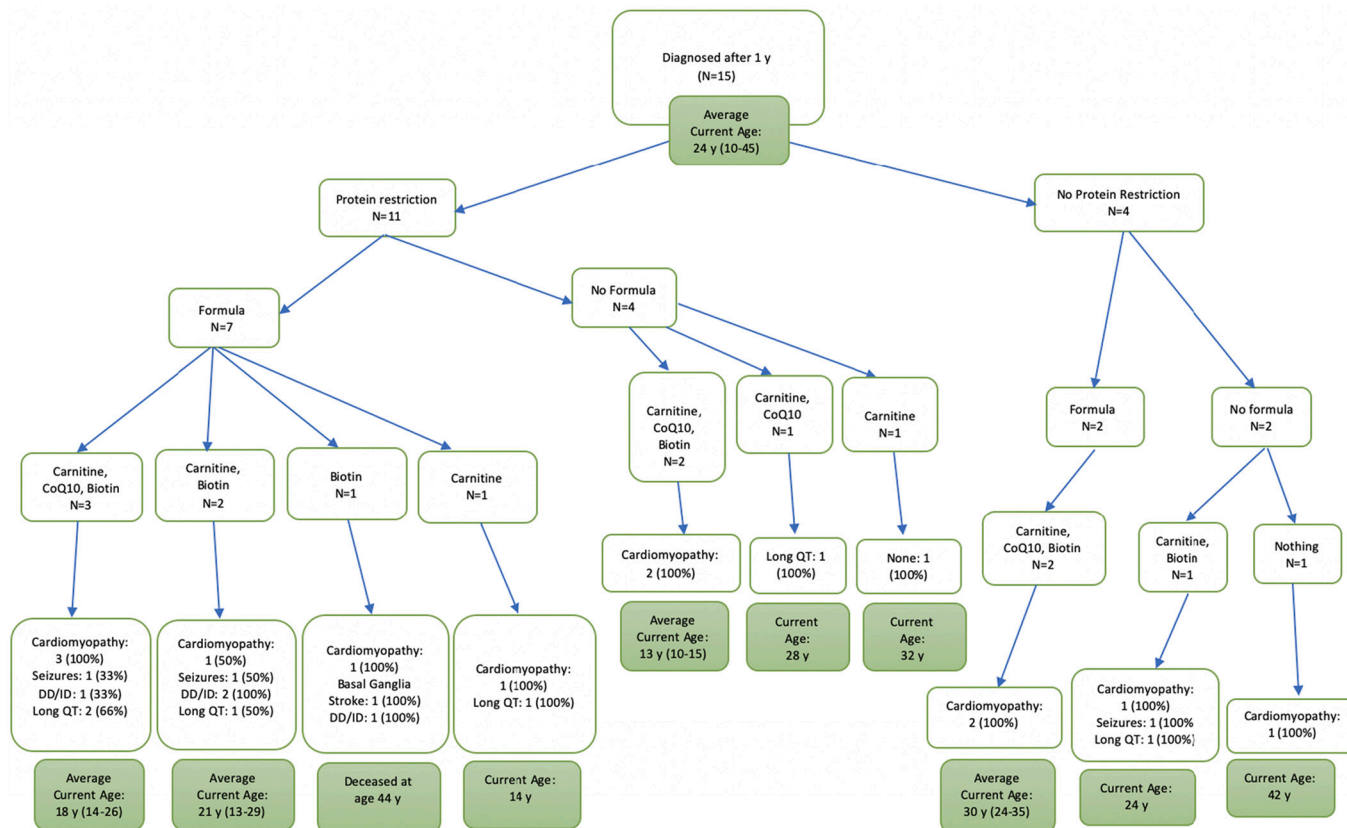 Diagnosed after 1 y
(N=15)
Average
Current Age:
24 y (10-45)
Protein restriction
N=11
No Protein Restriction
N=4
Formula
N=7
No Formula
N=4
Carnitine,
CoQ10, Biotin
N=3
Carnitine,
Biotin
N=2
Biotin
N=1
Carnitine
N=1
Carnitine,
CoQ10,
Biotin
N=2
Carnitine,
CoQ10
N=1
Carnitine
N=1
Formula
N=2
No formula
N=2
Carnitine,
CoQ10, Biotin
N=2
Carnitine,
Biotin
N=1
Nothing
N=1
Cardiomyopathy:
3 (100%)
Seizures: 1 (33%)
DD/ID: 1 (33%)
Long QT: 2 (66%)
Cardiomyopathy:
1 (50%)
Seizures: 1 (50%)
DD/ID: 2 (100%)
Long QT: 1 (50%)
Cardiomyopathy:
1 (100%)
Basal Ganglia
Stroke: 1 (100%)
DD/ID: 1 (100%)
Cardiomyopathy:
1 (100%)
Long QT: 1 (100%)
Cardiomyopathy:
2 (100%)
Long QT: 1
(100%)
None: 1
(100%)
Cardiomyopathy:
2 (100%)
Cardiomyopathy:
1 (100%)
Seizures: 1 (100%
Long QT: 1 (100%)
Cardiomyopathy:
1 (100%)
Average
Current Age:
18 y (14-26)
Average
Current Age:
21 y (13-29)
Deceased at
age 44 y
Current Age:
14 y
Average
Current Age:
13 y (10-15)
Current
Age:
28 y
Current
Age:
32 y
Average
Current Age:
30 y (24-35)
Current Age:
24 y
Current Age:
42 y